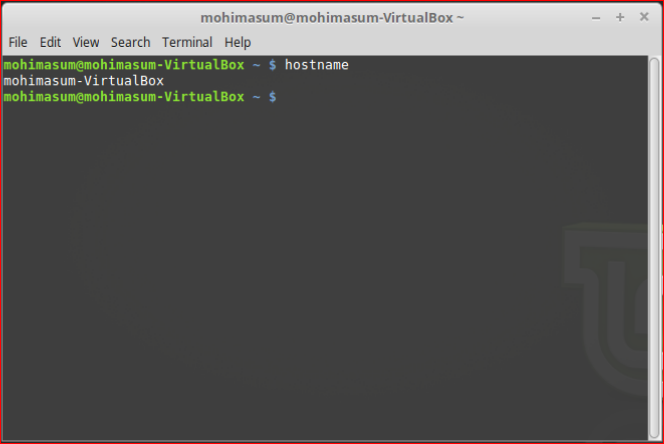 mohimasum@mohimasum-VirtualBox ~
File Edit View Search Terminal Help
mohimasum@mohimasum-VirtualBox ~ $ hostname
mohimasum-VirtualBox
mohimasum@mohimasum-VirtualBox ~ $